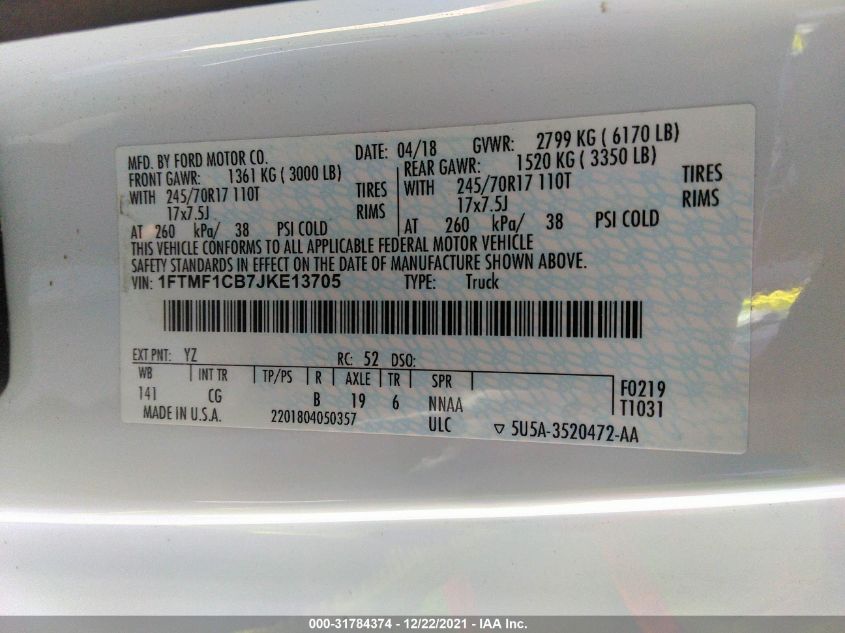 MFD. BY FORD MOTOR CO. DATE: 04/18 GVWR: 2799 KG ( 6170 LB)
FRONT GAWR: 1361 KG ( 3000 LB) REAR GAWR: 1520 KG ( 3350 LB)
WITH 245/70R17 110T TIRES WITH 245/70R17 110T TIRES
17x7.5J RIMS 17x7.5J RIMS
AT 260 kPa/ 38 PSI COLD AT 260 kPa/ 38 PSI COLD
THIS VEHICLE CONFORMS TO ALL APPLICABLE FEDERAL MOTOR VEHICLE
SAFETY STANDARDS IN EFFECT ON THE DATE OF MANUFACTURE SHOWN ABOVE.
VIN: 1FTMF1CB7JKE13705 TYPE: Truck
EXT PNT: YZ RC: 52 DSO:
WB INT TR TP/PS R AXLE TR SPR
141 CG B 19 6 NNAA F0219
T1031
MADE IN U.S.A. 2201804050357 ULC ▽ 5U5A-3520472-AA
000-31784374 - 12/22/2021 - IAA Inc.